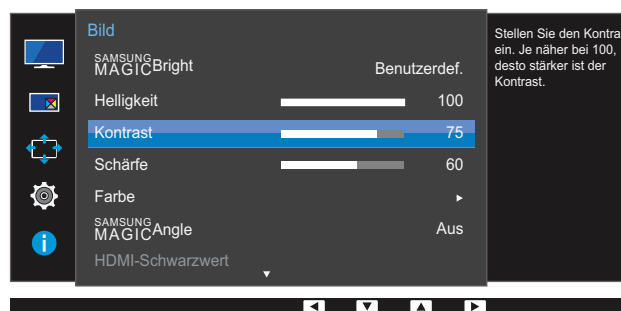 Bild
SAMSUNG
MAGICBright Benutzerdef.
Helligkeit 100
Kontrast 75
Schärfe 60
Farbe
SAMSUNG
MAGICAngle Aus
HDMI-Schwarzwert
Stellen Sie den Kontra
ein. Je näher bei 100,
desto stärker ist der
Kontrast.